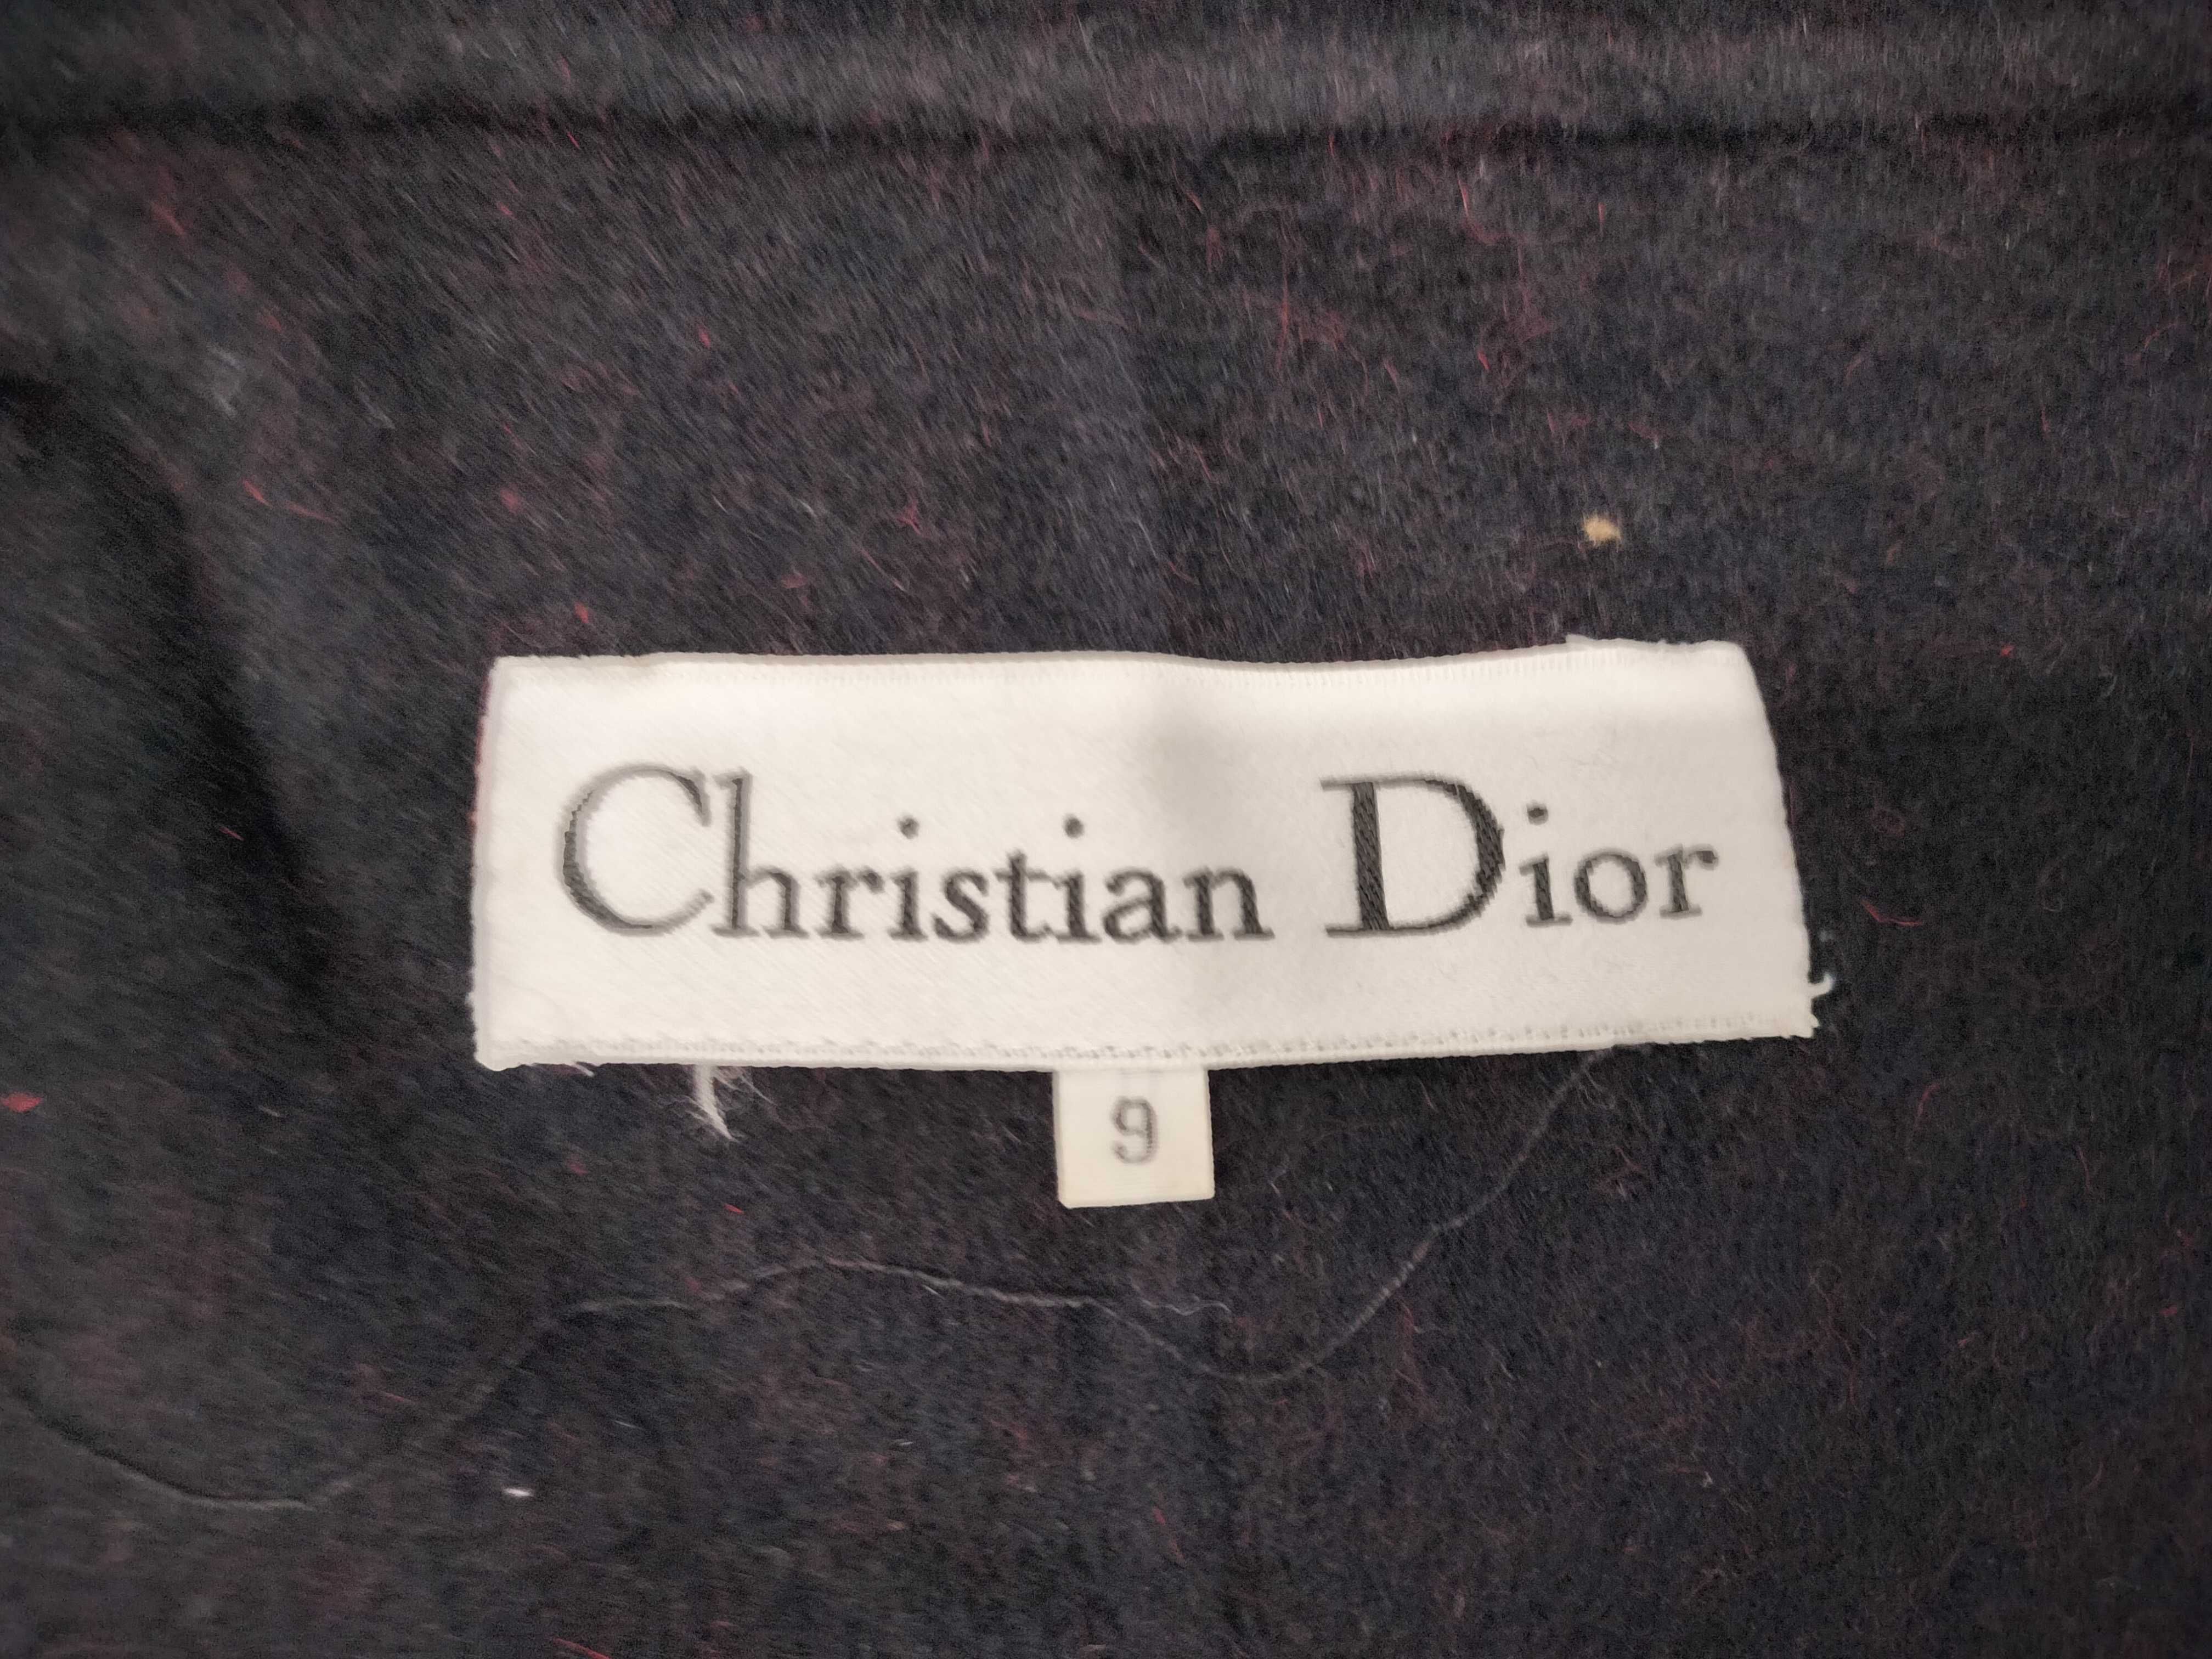 Christian Dior
9